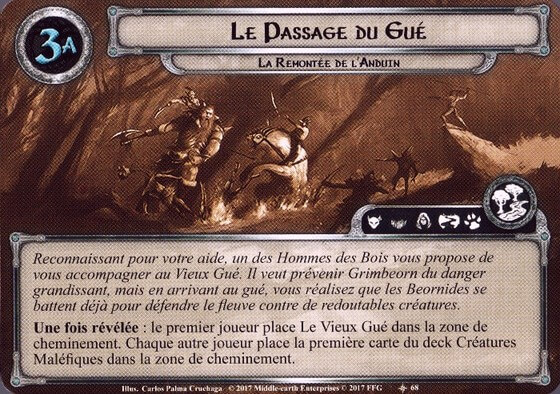 3A
Le Passage du Gué
La Remontée de l'Anduin
Reconnaissant pour votre aide, un des Hommes des Bois vous propose de
vous accompagner au Vieux Gué. Il veut prévenir Grimbeorn du danger
grandissant, mais en arrivant au gué, vous réalisez que les Beornides se
battent déjà pour défendre le fleuve contre de redoutables créatures.
Une fois révélée : le premier joueur place Le Vieux Gué dans la zone de
cheminement. Chaque autre joueur place la première carte du deck Créatures
Maléfiques dans la zone de cheminement.
Illus. Carlos Palma Cruchaga © 2017 Middle-earth Enterprises © 2017 FFG 68